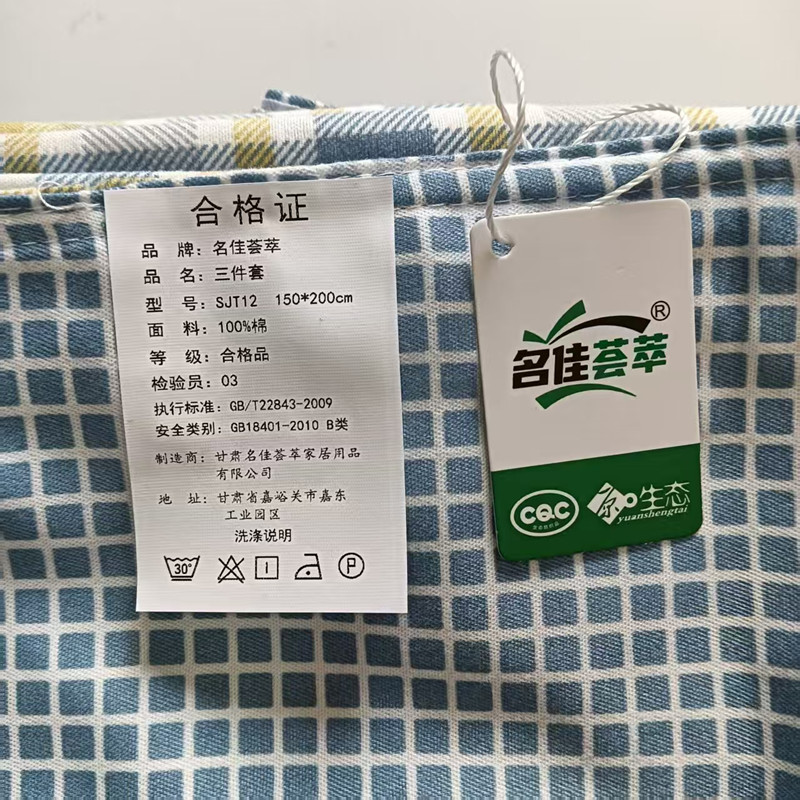 合格证
品 牌：名佳荟萃
品 名：三件套
型 号：SJT12 150*200cm
面 料：100%棉
等 级：合格品
检验员：03
执行标准：GB/T22843-2009
安全类别：GB18401-2010 B类
制造商：甘肃名佳荟萃家居用品
有限公司
地 址：甘肃省嘉峪关市嘉东
工业园区
洗涤说明
30°
P
名佳荟萃®
CQC
原生态
yuanshengtai